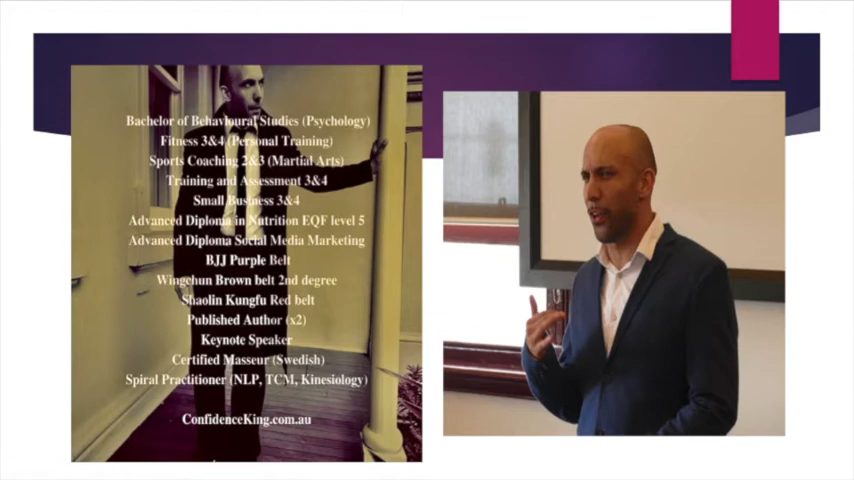 Bachelor of Behavioural Studies (Psychology)
Fitness 3&4 (Personal Training)
Sports Coaching 2&3 (Martial Arts)
Training and Assessment 3&4
Small Business 3&4
Advanced Diploma in Nutrition EQF level 5
Advanced Diploma Social Media Marketing
BJJ Purple Belt
Wingchun Brown belt 2nd degree
Shaolin Kungfu Red belt
Published Author (x2)
Keynote Speaker
Certified Masseur (Swedish)
Spiral Practitioner (NLP, TCM, Kinesiology)
ConfidenceKing.com.au